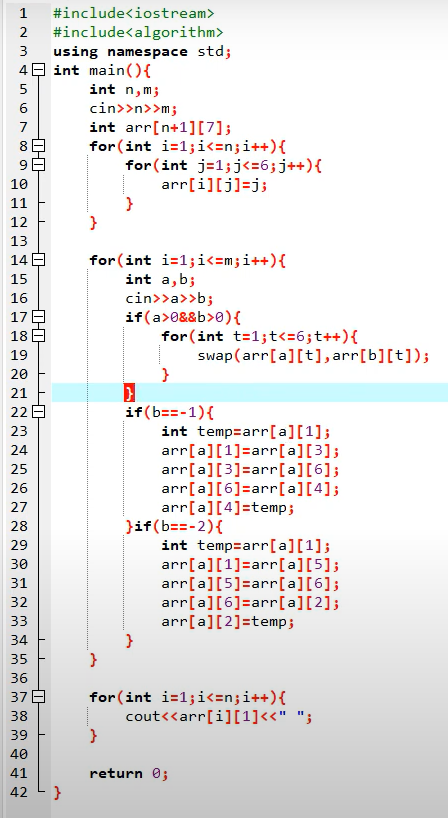 1 #include<iostream>
2 #include<algorithm>
3 using namespace std;
4 int main(){
5     int n,m;
6     cin>>n>>m;
7     int arr[n+1][7];
8     for(int i=1;i<=n;i++){
9         for(int j=1;j<=6;j++){
10             arr[i][j]=j;
11         }
12     }
13
14     for(int i=1;i<=m;i++){
15         int a,b;
16         cin>>a>>b;
17         if(a>0&&b>0){
18             for(int t=1;t<=6;t++){
19                 swap(arr[a][t],arr[b][t]);
20             }
21         }
22         if(b==-1){
23             int temp=arr[a][1];
24             arr[a][1]=arr[a][3];
25             arr[a][3]=arr[a][6];
26             arr[a][6]=arr[a][4];
27             arr[a][4]=temp;
28         }if(b==-2){
29             int temp=arr[a][1];
30             arr[a][1]=arr[a][5];
31             arr[a][5]=arr[a][6];
32             arr[a][6]=arr[a][2];
33             arr[a][2]=temp;
34         }
35     }
36
37     for(int i=1;i<=n;i++){
38         cout<<arr[i][1]<<" ";
39     }
40
41     return 0;
42 }